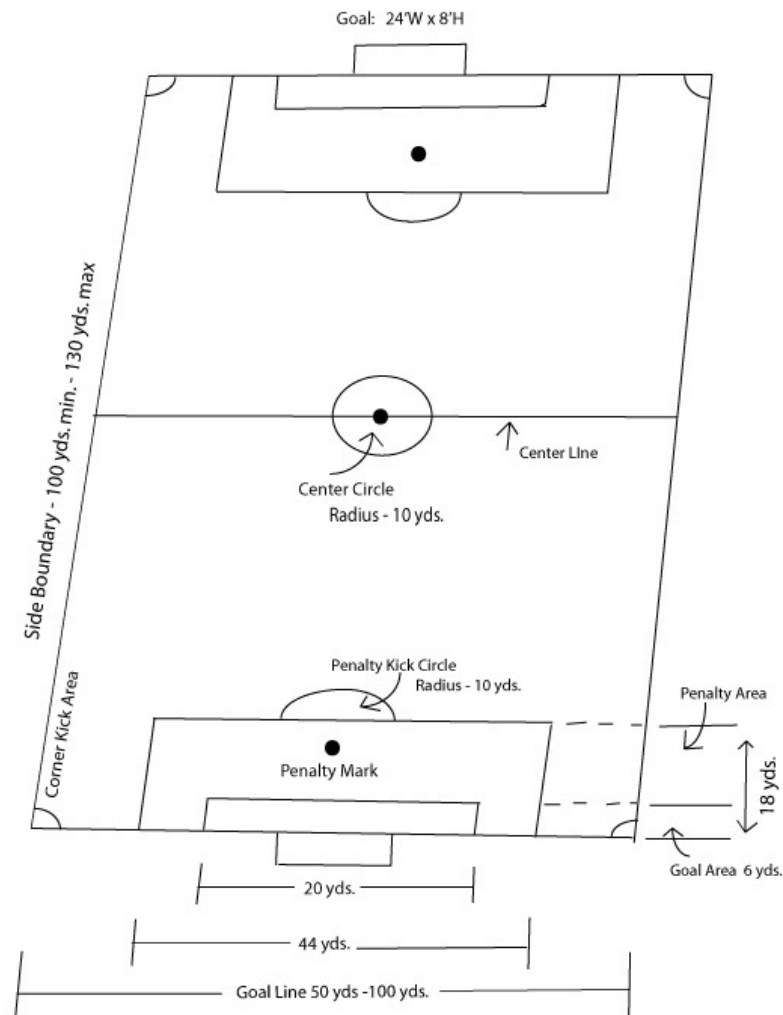 Goal:  24'W x 8'H
Side Boundary - 100 yds. min. - 130 yds. max
Center LIne
Center Circle
Radius - 10 yds.
Penalty Kick Circle
Radius - 10 yds.
Penalty Area
Corner Kick Area
Penalty Mark
18 yds.
Goal Area  6 yds.
20 yds.
44 yds.
Goal Line 50 yds -100 yds.